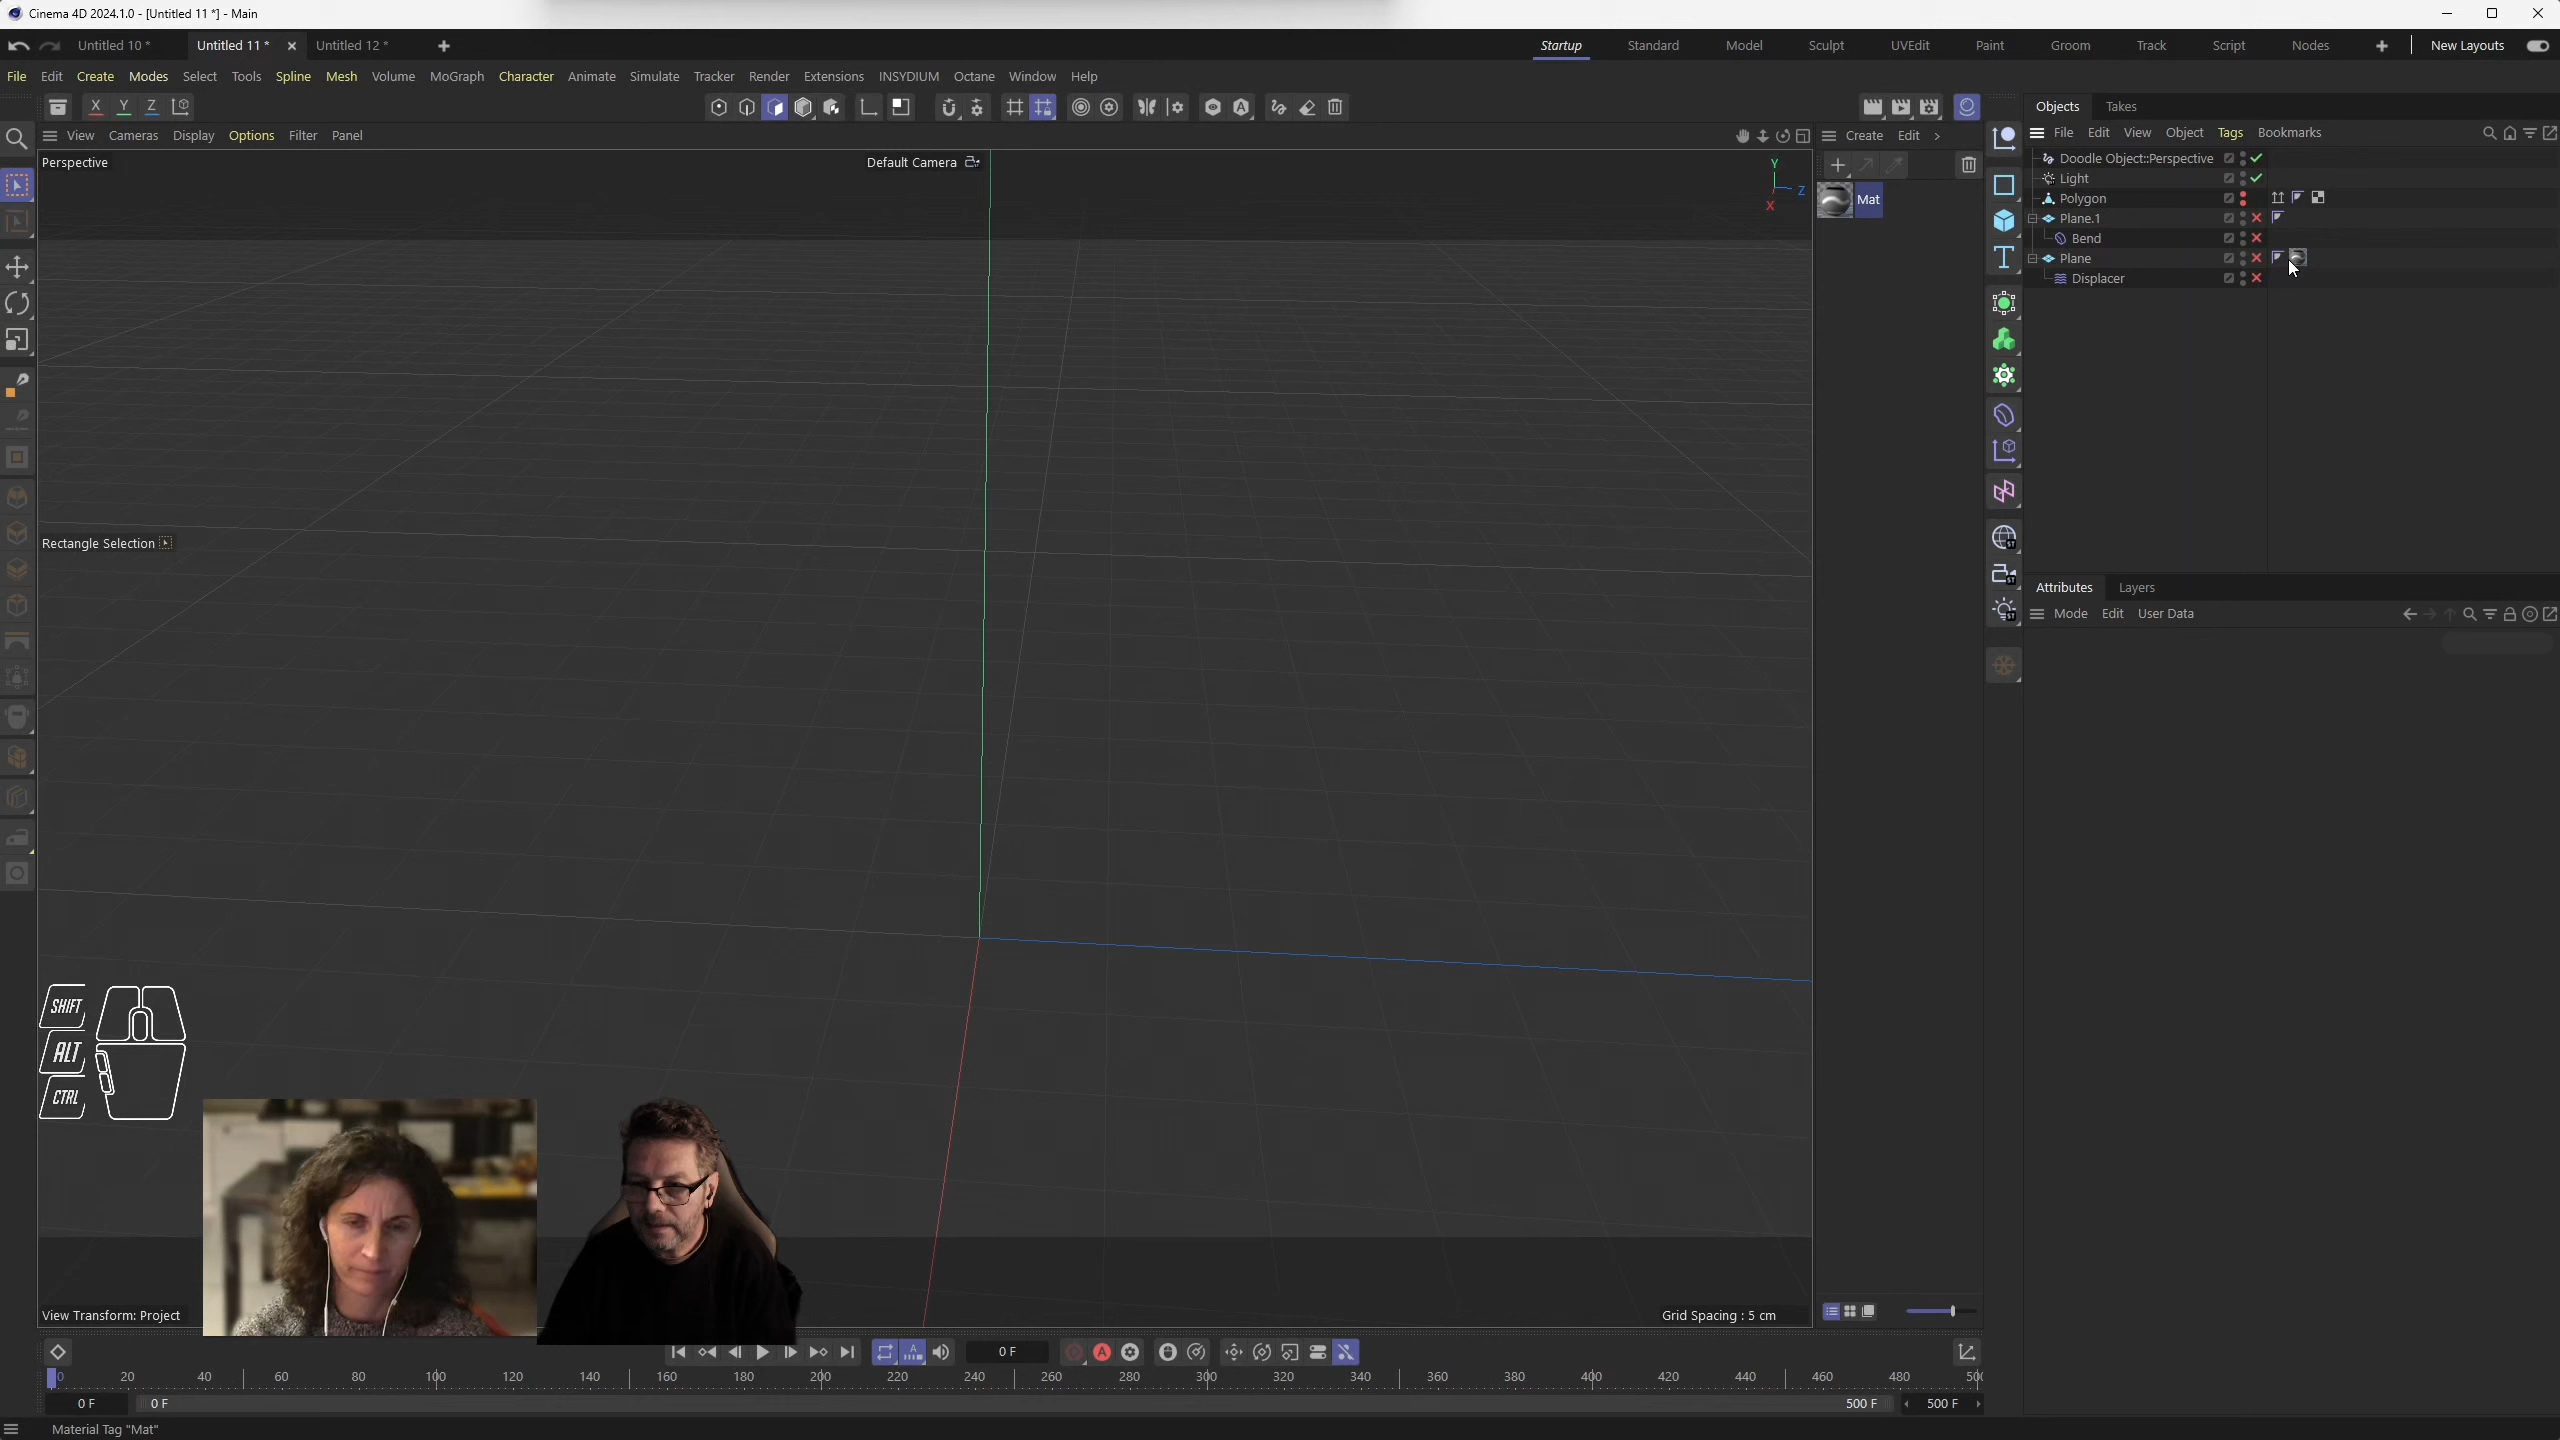 Cinema 4D 2024.1.0 - [Untitled 11 *] - Main
Untitled 10 *
Untitled 11 *
Untitled 12 *
Startup
Standard
Model
Sculpt
UVEdit
Paint
Groom
Track
Script
Nodes
New Layouts
File Edit Create Modes Select Tools Spline Mesh Volume MoGraph Character Animate Simulate Tracker Render Extensions INSYDIUM Octane Window Help
X Y Z
Objects Takes
View Cameras Display Options Filter Panel
Create Edit
File Edit View Object Tags Bookmarks
Perspective
Default Camera
Y
Z
X
Mat
Doodle Object::Perspective
Light
Polygon
Plane.1
Bend
Plane
Displacer
Rectangle Selection
Attributes Layers
Mode Edit User Data
SHIFT
ALT
CTRL
View Transform: Project
Grid Spacing : 5 cm
0 F
0 20 40 60 80 100 120 140 160 180 200 220 240 260 280 300 320 340 360 380 400 420 440 460 480 50
0 F 0 F 500 F 500 F
Material Tag "Mat"